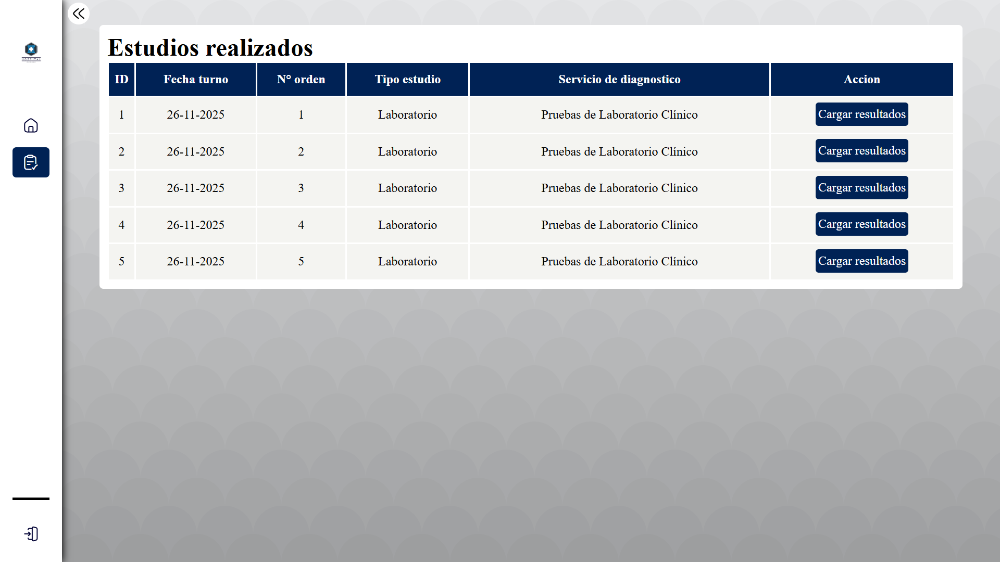 HOSPITAL
Estudios realizados
ID Fecha turno N° orden Tipo estudio Servicio de diagnostico Accion
1 26-11-2025 1 Laboratorio Pruebas de Laboratorio Clínico Cargar resultados
2 26-11-2025 2 Laboratorio Pruebas de Laboratorio Clínico Cargar resultados
3 26-11-2025 3 Laboratorio Pruebas de Laboratorio Clínico Cargar resultados
4 26-11-2025 4 Laboratorio Pruebas de Laboratorio Clínico Cargar resultados
5 26-11-2025 5 Laboratorio Pruebas de Laboratorio Clínico Cargar resultados